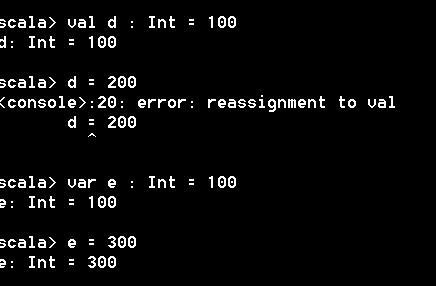 scala> val d : Int = 100
d: Int = 100
scala> d = 200
<console>:20: error: reassignment to val
d = 200
^
scala> var e : Int = 100
e: Int = 100
scala> e = 300
e: Int = 300